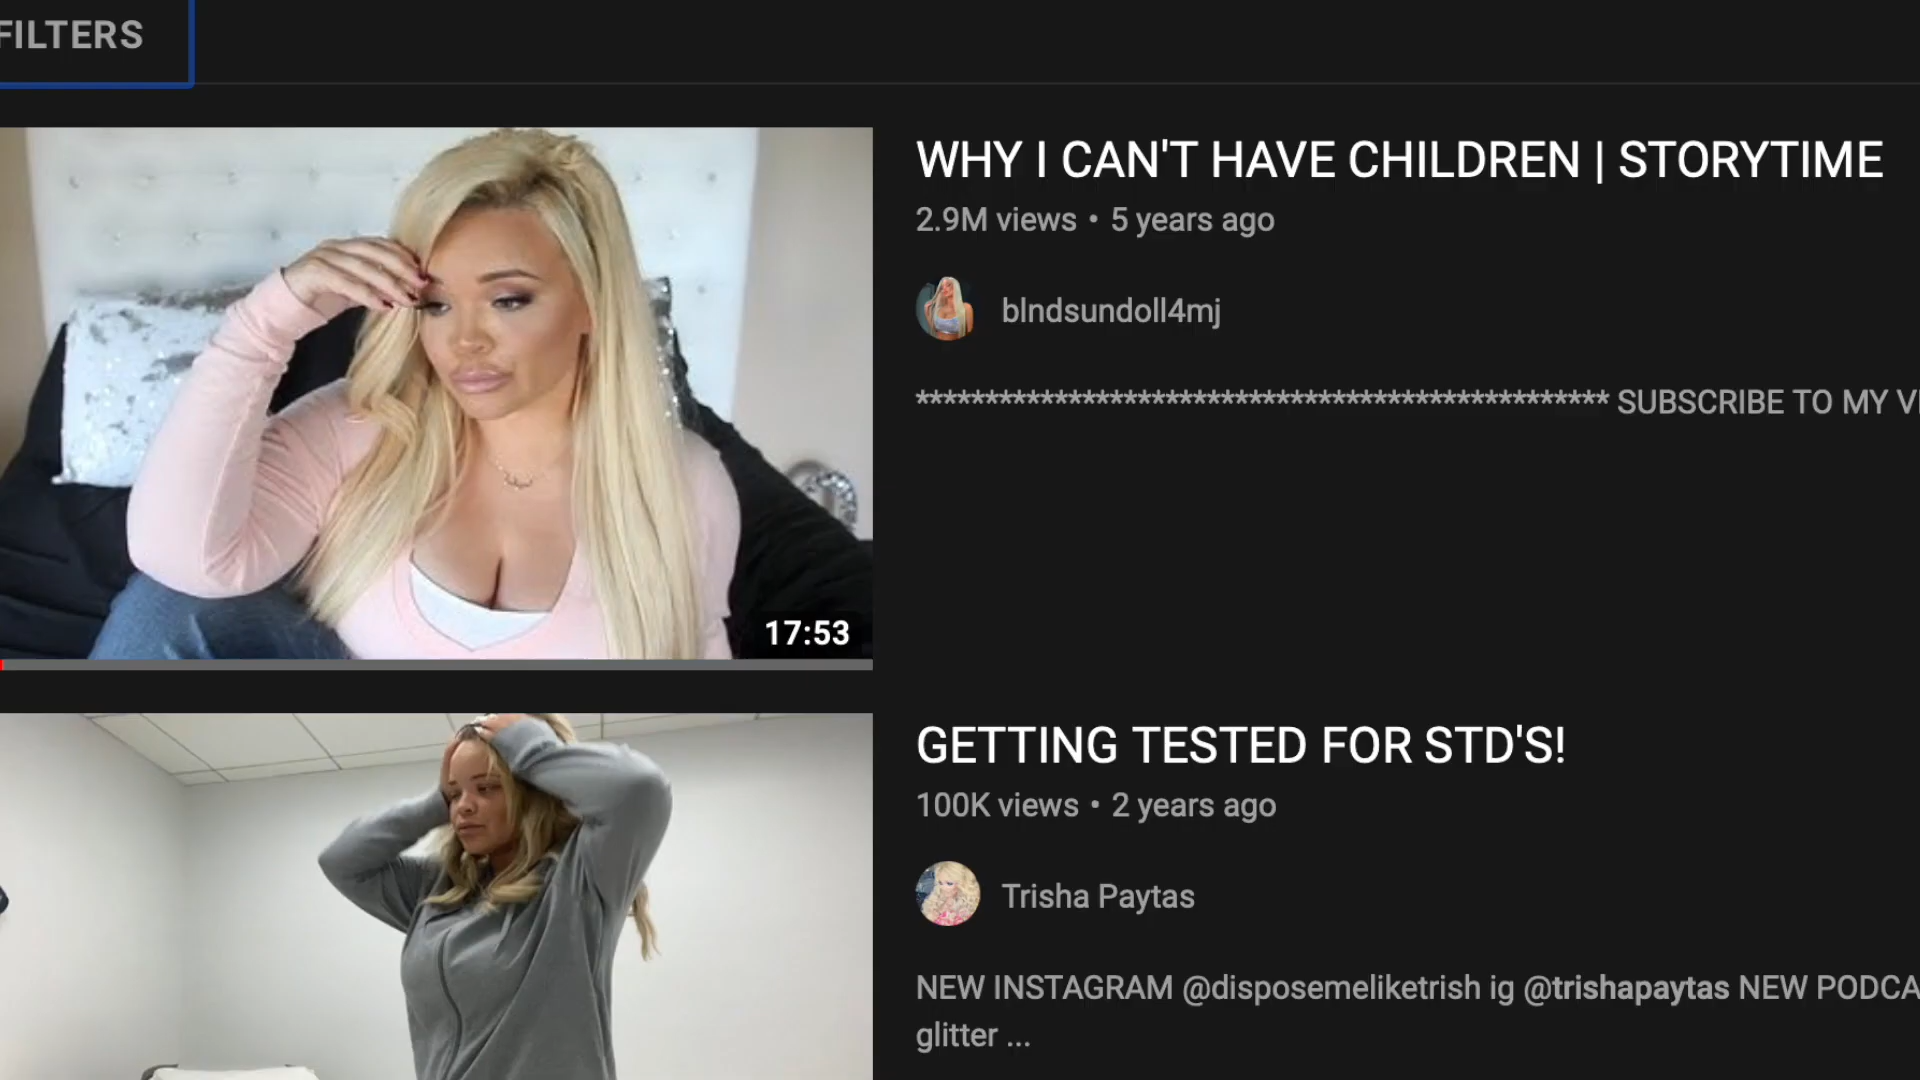 FILTERS
WHY I CAN'T HAVE CHILDREN | STORYTIME
2.9M views • 5 years ago
blndsundoll4mj
************************************************** SUBSCRIBE TO MY
17:53
GETTING TESTED FOR STD'S!
100K views • 2 years ago
Trisha Paytas
NEW INSTAGRAM @disposemeliketrish ig @trishapaytas NEW
glitter ...